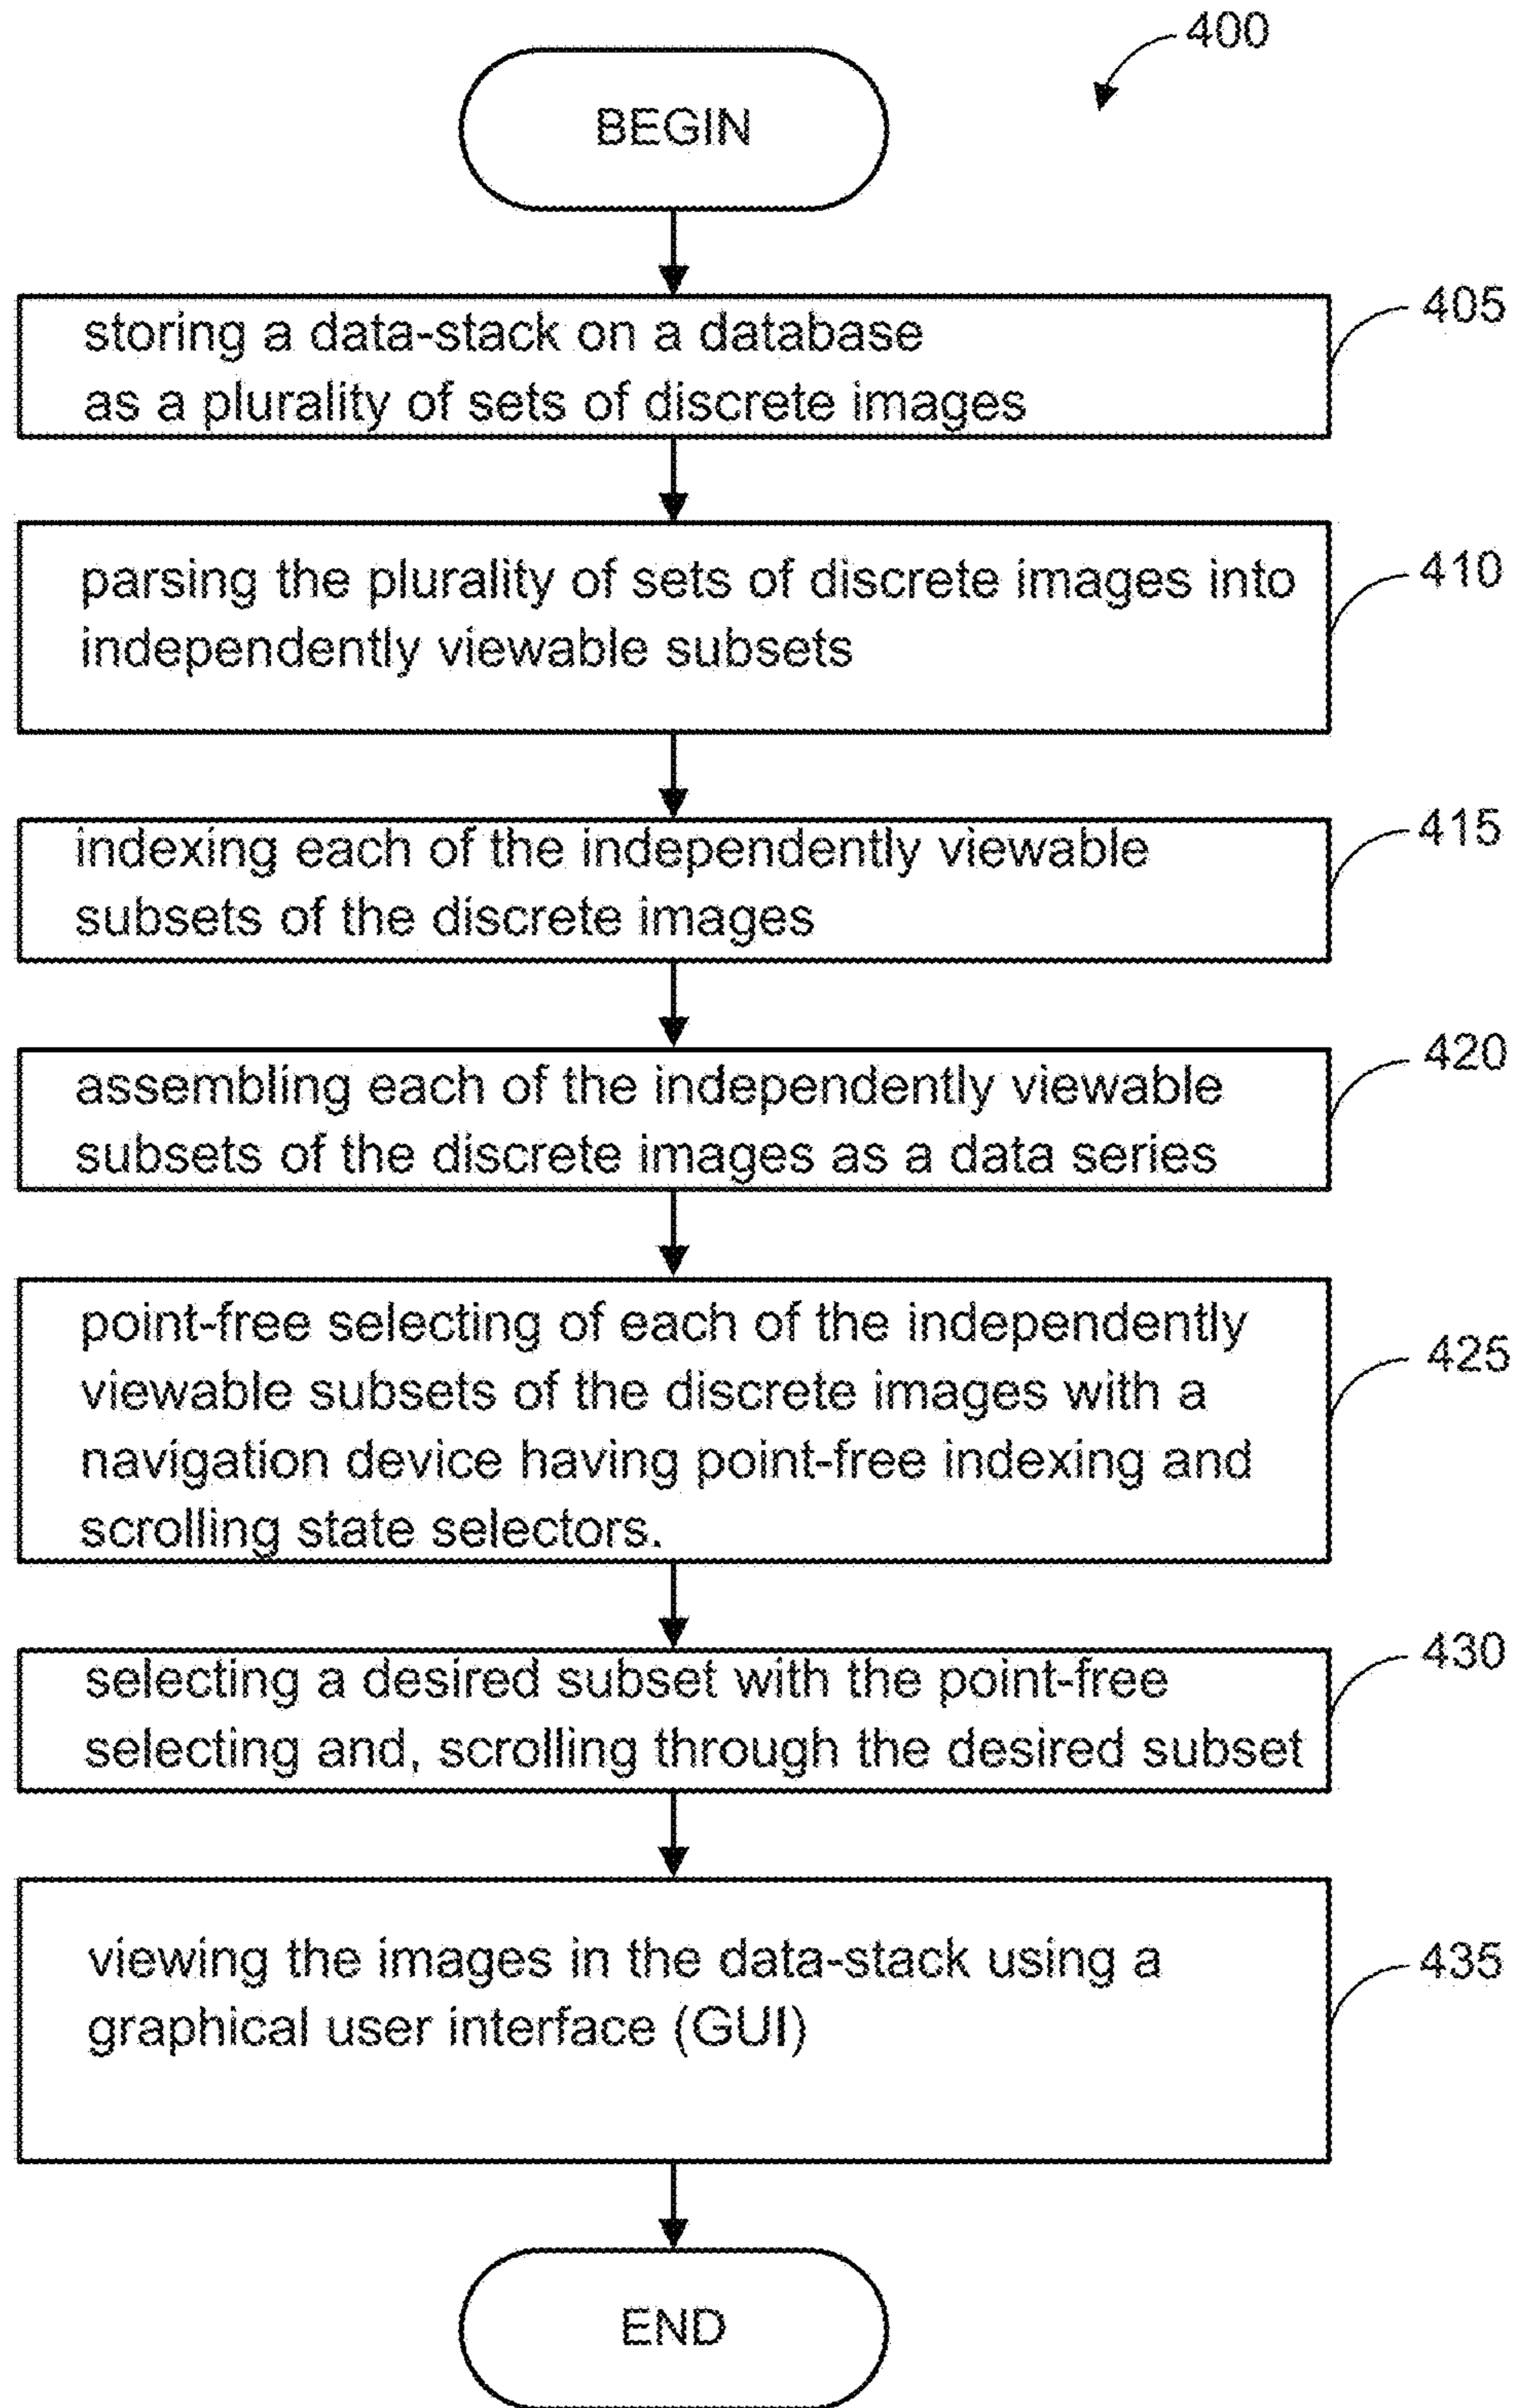 400
BEGIN
405
storing a data-stack on a database
as a plurality of sets of discrete images
410
parsing the plurality of sets of discrete images into
independently viewable subsets
415
indexing each of the independently viewable
subsets of the discrete images
420
assembling each of the independently viewable
subsets of the discrete images as a data series
425
point-free selecting of each of the independently
viewable subsets of the discrete images with a
navigation device having point-free indexing and
scrolling state selectors.
430
selecting a desired subset with the point-free
selecting and, scrolling through the desired subset
435
viewing the images in the data-stack using a
graphical user interface (GUI)
END